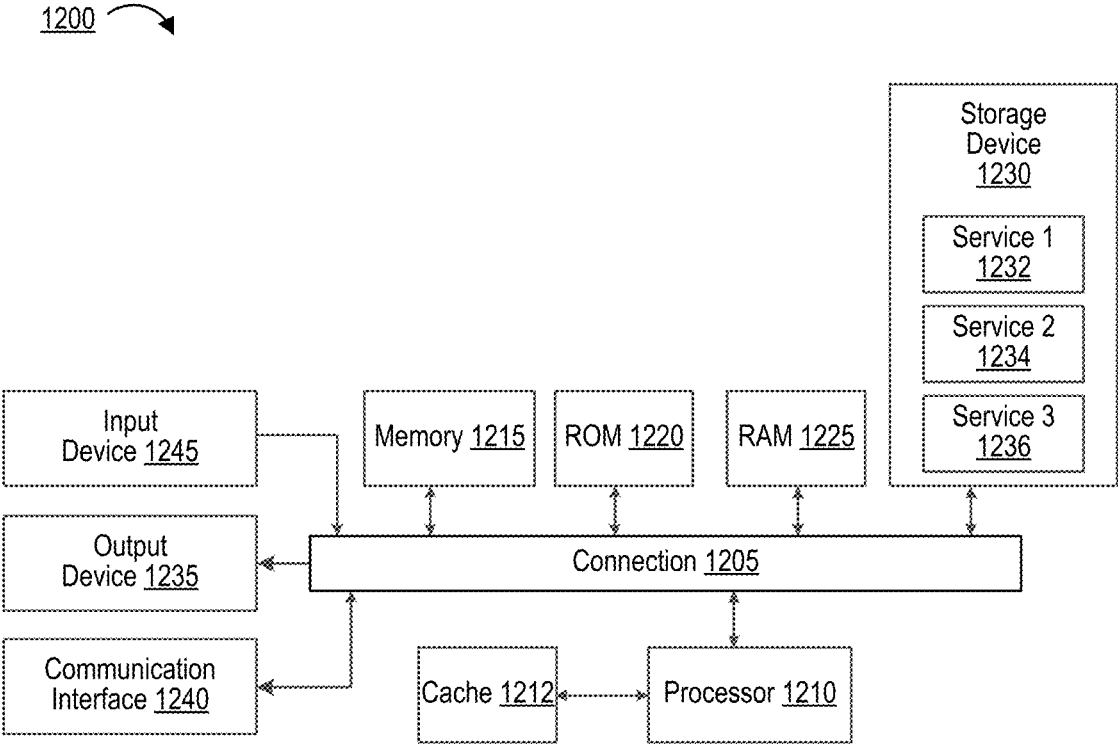 1200
Storage
Device
1230
Service 1
1232
Service 2
1234
Service 3
1236
Input
Device 1245
Memory 1215
ROM 1220
RAM 1225
Output
Device 1235
Connection 1205
Communication
Interface 1240
Cache 1212
Processor 1210